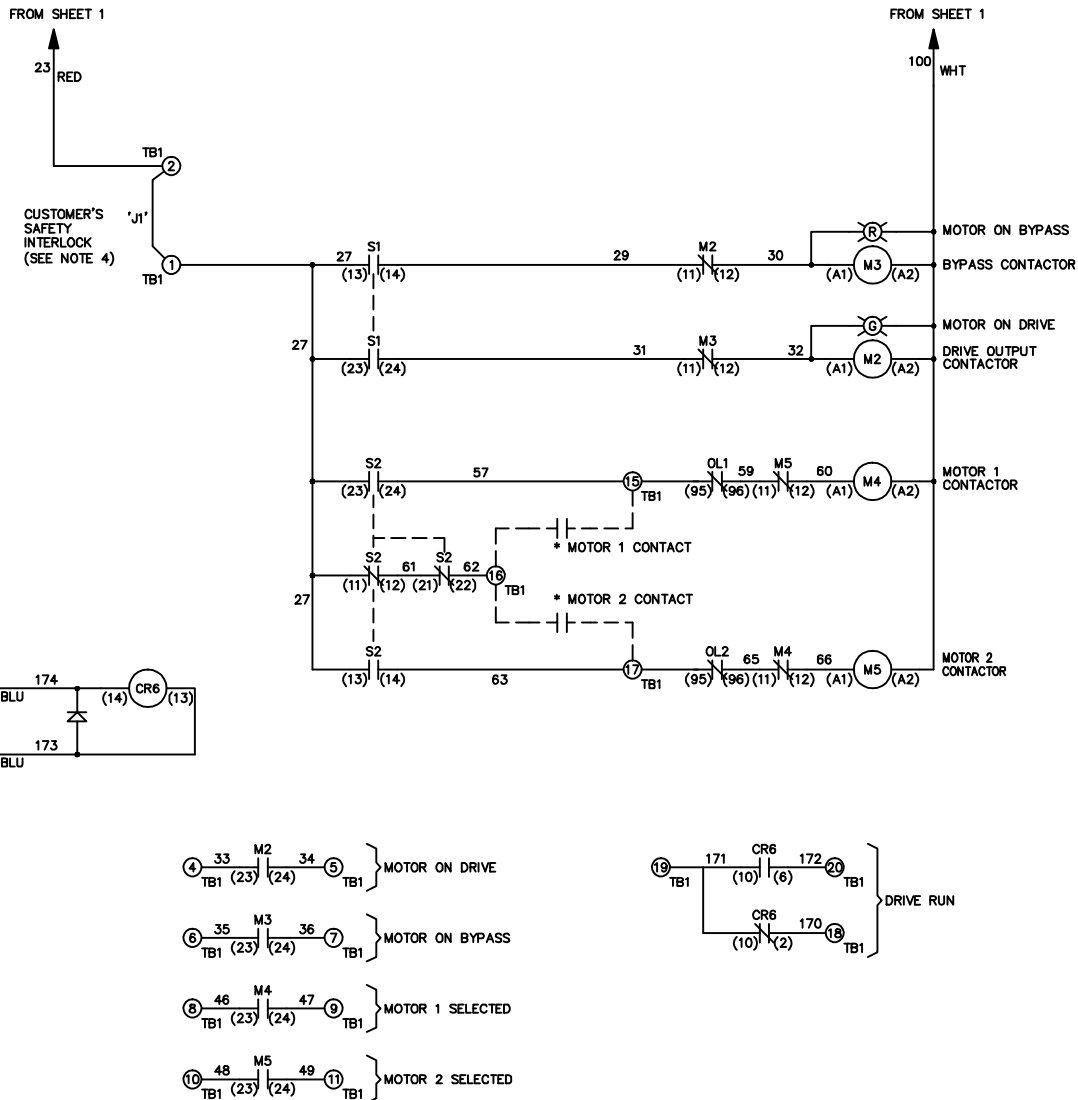 FROM SHEET 1
FROM SHEET 1
23
RED
100
WHT
TB1
2
CUSTOMER'S
SAFETY
INTERLOCK
(SEE NOTE 4)
'J1'
1
TB1
27
S1
(13)
(14)
29
M2
(11)
(12)
30
R
MOTOR ON BYPASS
(A1)
M3
(A2)
BYPASS CONTACTOR
27
S1
(23)
(24)
31
M3
(11)
(12)
32
G
MOTOR ON DRIVE
(A1)
M2
(A2)
DRIVE OUTPUT
CONTACTOR
S2
(23)
(24)
57
15
TB1
OL1
(95)
(96)
59
M5
(11)
(12)
60
(A1)
M4
(A2)
MOTOR 1
CONTACTOR
* MOTOR 1 CONTACT
27
S2
(11)
(12)
61
S2
(21)
(22)
62
16
TB1
* MOTOR 2 CONTACT
S2
(13)
(14)
63
17
TB1
OL2
(95)
(96)
65
M4
(11)
(12)
66
(A1)
M5
(A2)
MOTOR 2
CONTACTOR
174
BLU
(14)
CR6
(13)
173
BLU
4
TB1
33
M2
(23)
(24)
34
5
TB1
MOTOR ON DRIVE
6
TB1
35
M3
(23)
(24)
36
7
TB1
MOTOR ON BYPASS
8
TB1
46
M4
(23)
(24)
47
9
TB1
MOTOR 1 SELECTED
10
TB1
48
M5
(23)
(24)
49
11
TB1
MOTOR 2 SELECTED
19
TB1
171
CR6
(10)
(6)
172
20
TB1
CR6
(10)
(2)
170
18
TB1
DRIVE RUN